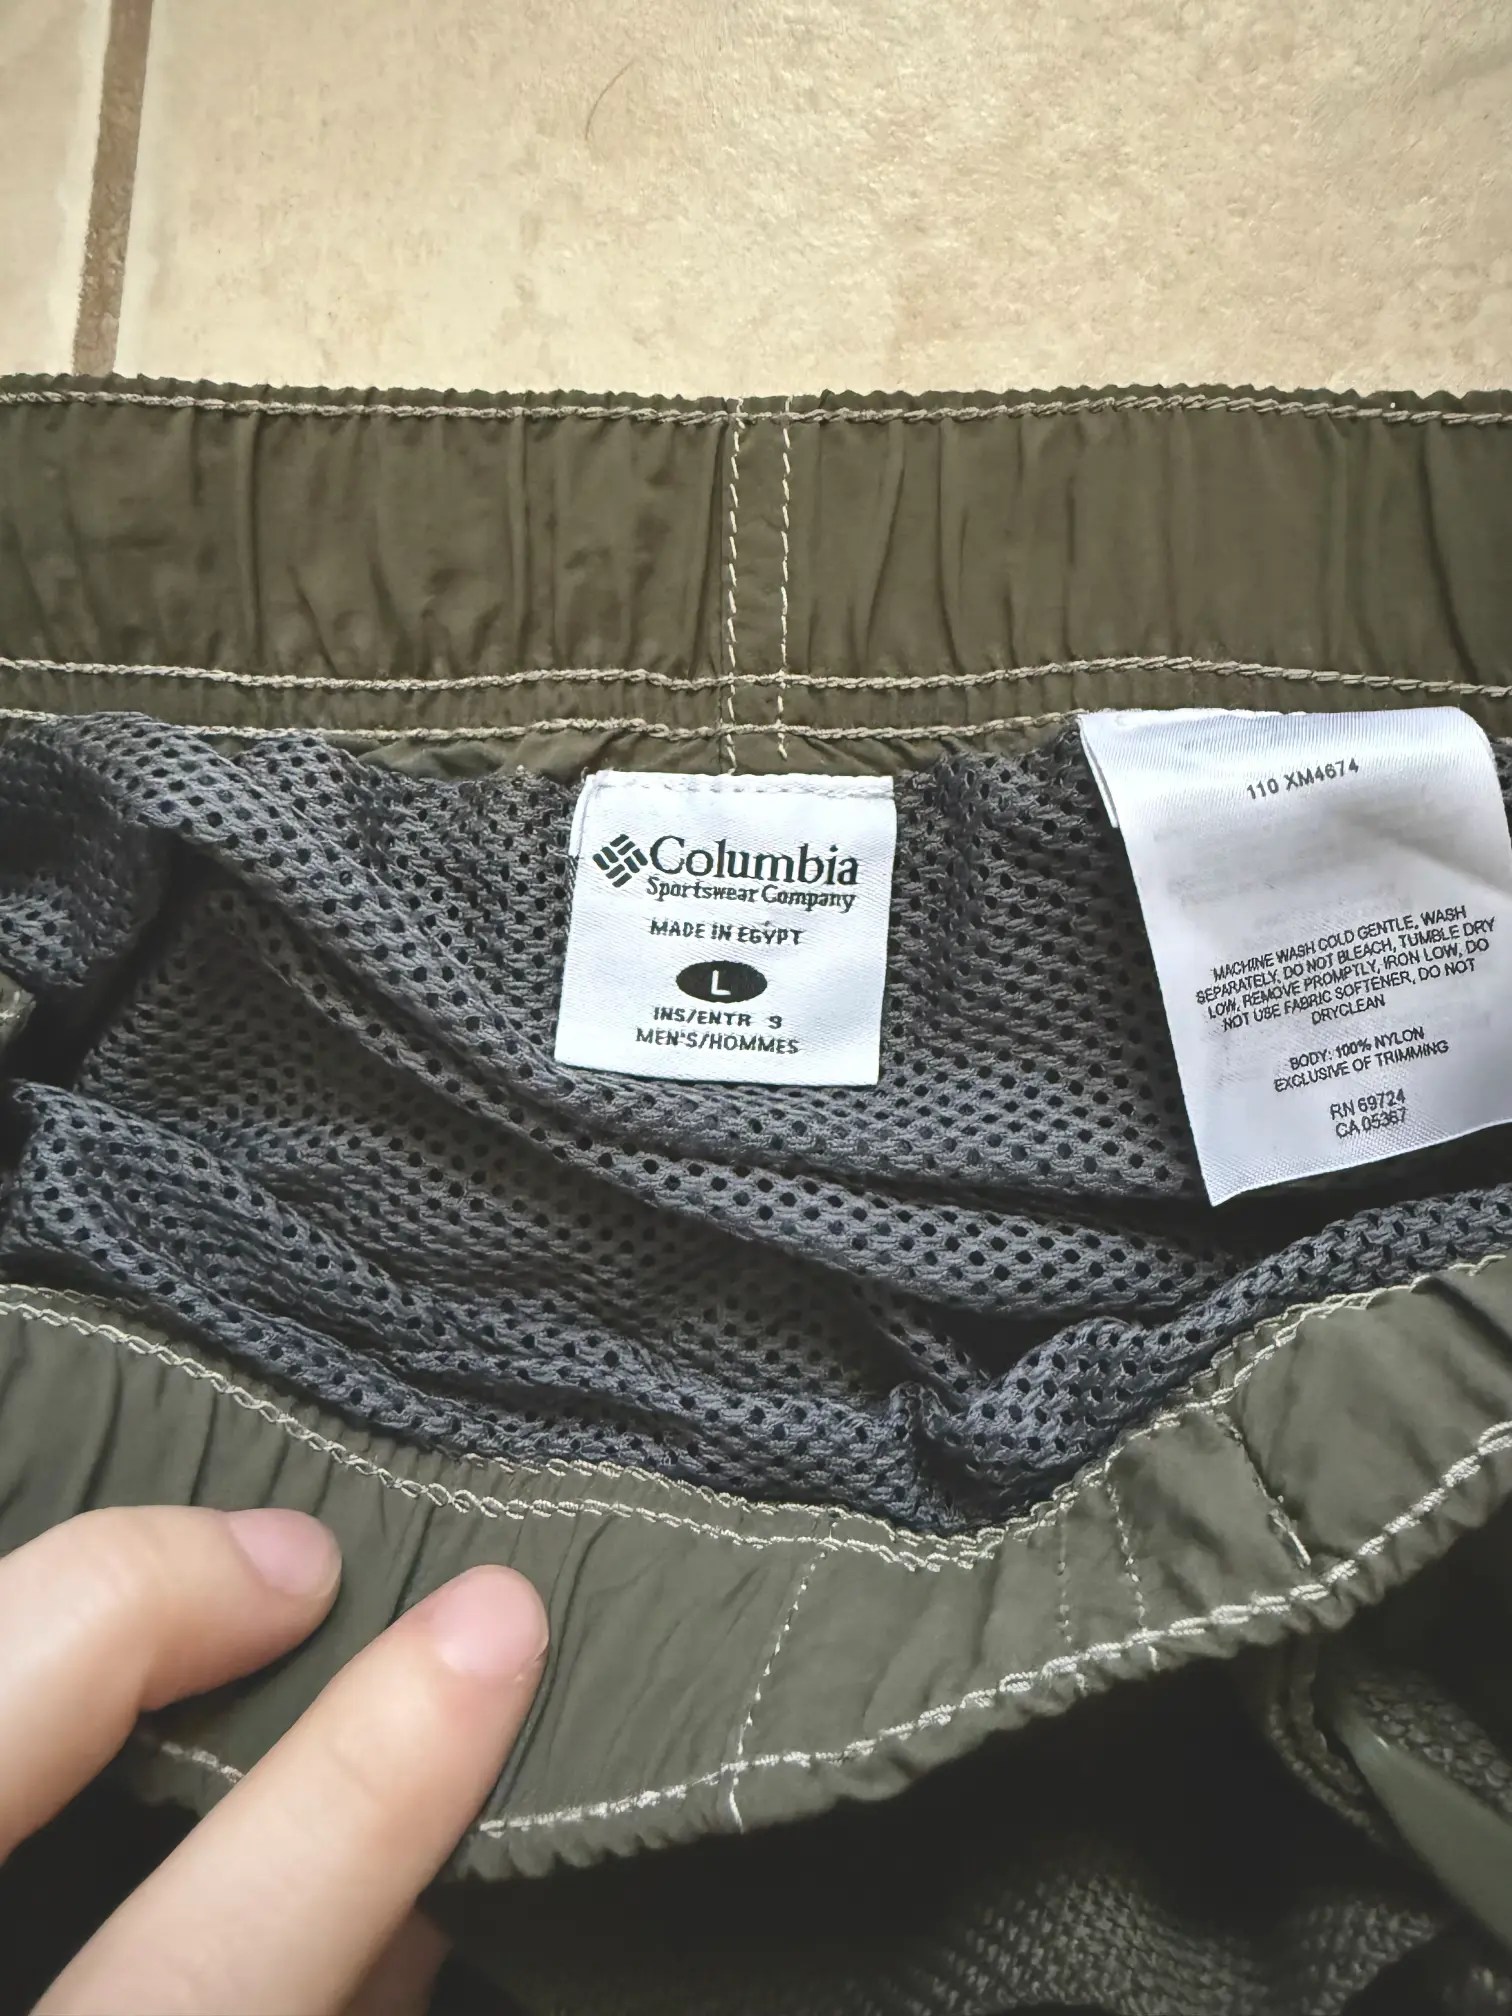 Columbia
Sportswear Company
MADE IN EGYPT
L
INS/ENTR 9
MEN'S/HOMMES
110 XM4674
MACHINE WASH COLD GENTLE, WASH
SEPARATELY, DO NOT BLEACH, TUMBLE DRY
LOW, REMOVE PROMPTLY, IRON LOW, DO
NOT USE FABRIC SOFTENER, DO NOT
DRYCLEAN
BODY: 100% NYLON
EXCLUSIVE OF TRIMMING
RN 69724
CA 05367